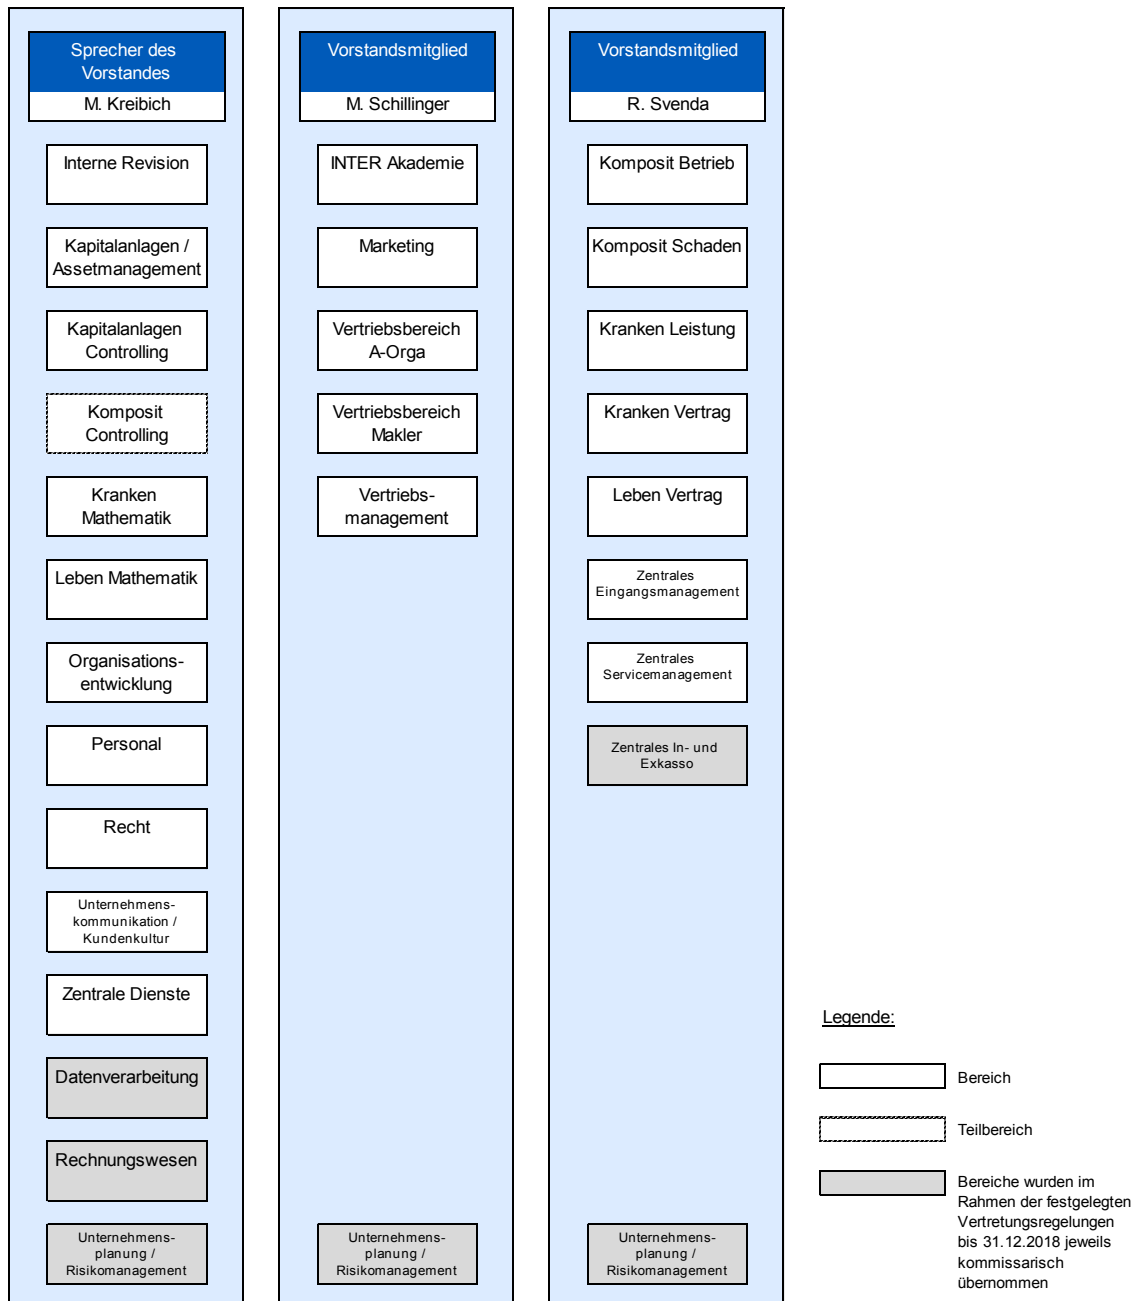 Sprecher des
Vorstandes
M. Kreibich
Interne Revision
Kapitalanlagen /
Assetmanagement
Kapitalanlagen
Controlling
Komposit
Controlling
Kranken
Mathematik
Leben Mathematik
Organisations-
entwicklung
Personal
Recht
Unternehmens-
kommunikation /
Kundenkultur
Zentrale Dienste
Datenverarbeitung
Rechnungswesen
Unternehmens-
planung /
Risikomanagement
Vorstandsmitglied
M. Schillinger
INTER Akademie
Marketing
Vertriebsbereich
A-Orga
Vertriebsbereich
Makler
Vertriebs-
management
Unternehmens-
planung /
Risikomanagement
Vorstandsmitglied
R. Svenda
Komposit Betrieb
Komposit Schaden
Kranken Leistung
Kranken Vertrag
Leben Vertrag
Zentrales
Eingangsmanagement
Zentrales
Servicemanagement
Zentrales In- und
Exkasso
Unternehmens-
planung /
Risikomanagement
Legende:
Bereich
Teilbereich
Bereiche wurden im
Rahmen der festgelegten
Vertretungsregelungen
bis 31.12.2018 jeweils
kommissarisch
übernommen